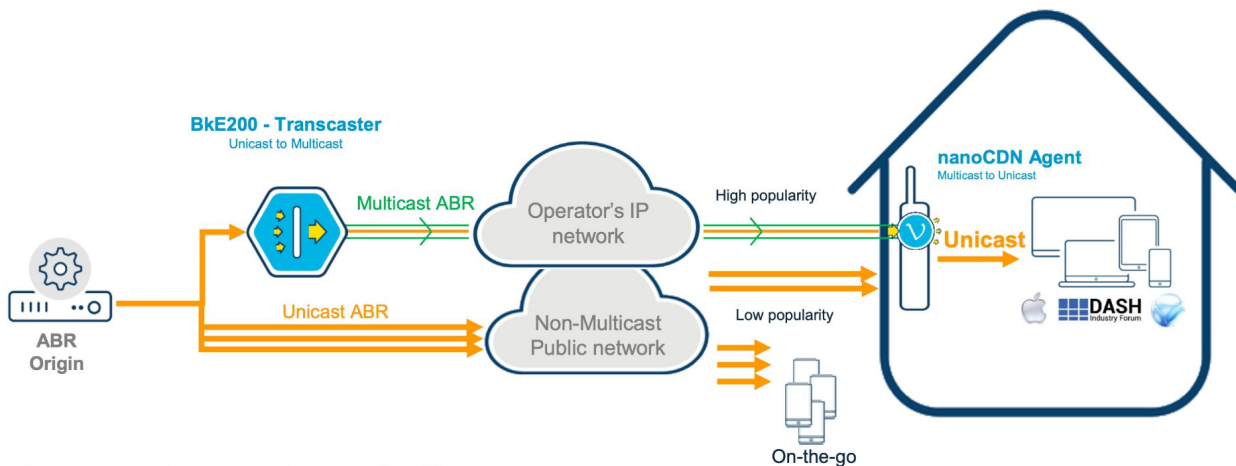 BkE200 - Transcaster
Unicast to Multicast
nanoCDN Agent
Multicast to Unicast
Multicast ABR
Operator's IP
network
High popularity
Unicast
ABR
Origin
Unicast ABR
Non-Multicast
Public network
Low popularity
DASH
Industry Forum
On-the-go